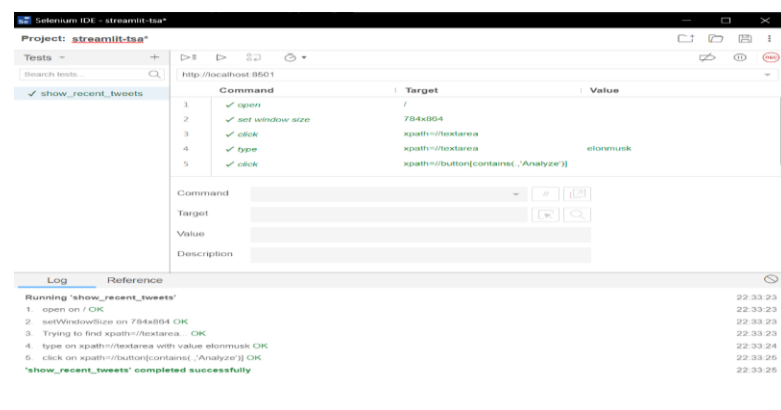 Se Selenium IDE - streamlit-tsa*
Project: streamlit-tsa*
Tests +
Search tests...
http://localhost:8501
✓ show_recent_tweets
Command Target Value
1 ✓ open /
2 ✓ set window size 784x864
3 ✓ click xpath=//textarea
4 ✓ type xpath=//textarea elonmusk
5 ✓ click xpath=//button[contains(.,'Analyze')]
Command //
Target
Value
Description
Log Reference
Running 'show_recent_tweets' 22:33:23
1. open on / OK 22:33:23
2. setWindowSize on 784x864 OK 22:33:23
3. Trying to find xpath=//textarea... OK 22:33:23
4. type on xpath=//textarea with value elonmusk OK 22:33:24
5. click on xpath=//button[contains(.,'Analyze')] OK 22:33:25
'show_recent_tweets' completed successfully 22:33:25
REC